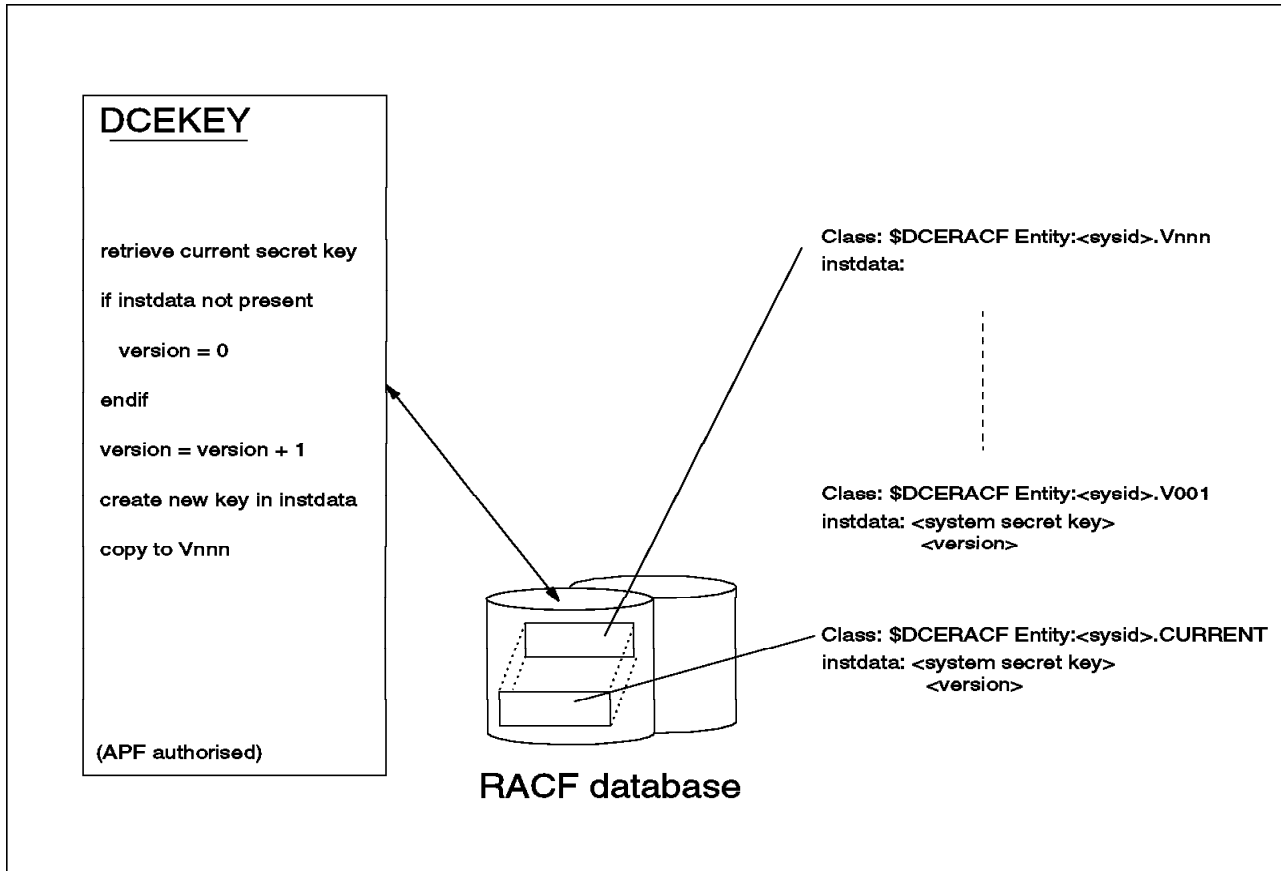 DCEKEY
retrieve current secret key
if instdata not present
version = 0
endif
version = version + 1
create new key in instdata
copy to Vnnn
(APF authorised)
Class: $DCERACF Entity:<sysid>.Vnnn
instdata:
Class: $DCERACF Entity:<sysid>.V001
instdata: <system secret key>
<version>
Class: $DCERACF Entity:<sysid>.CURRENT
instdata: <system secret key>
<version>
RACF database